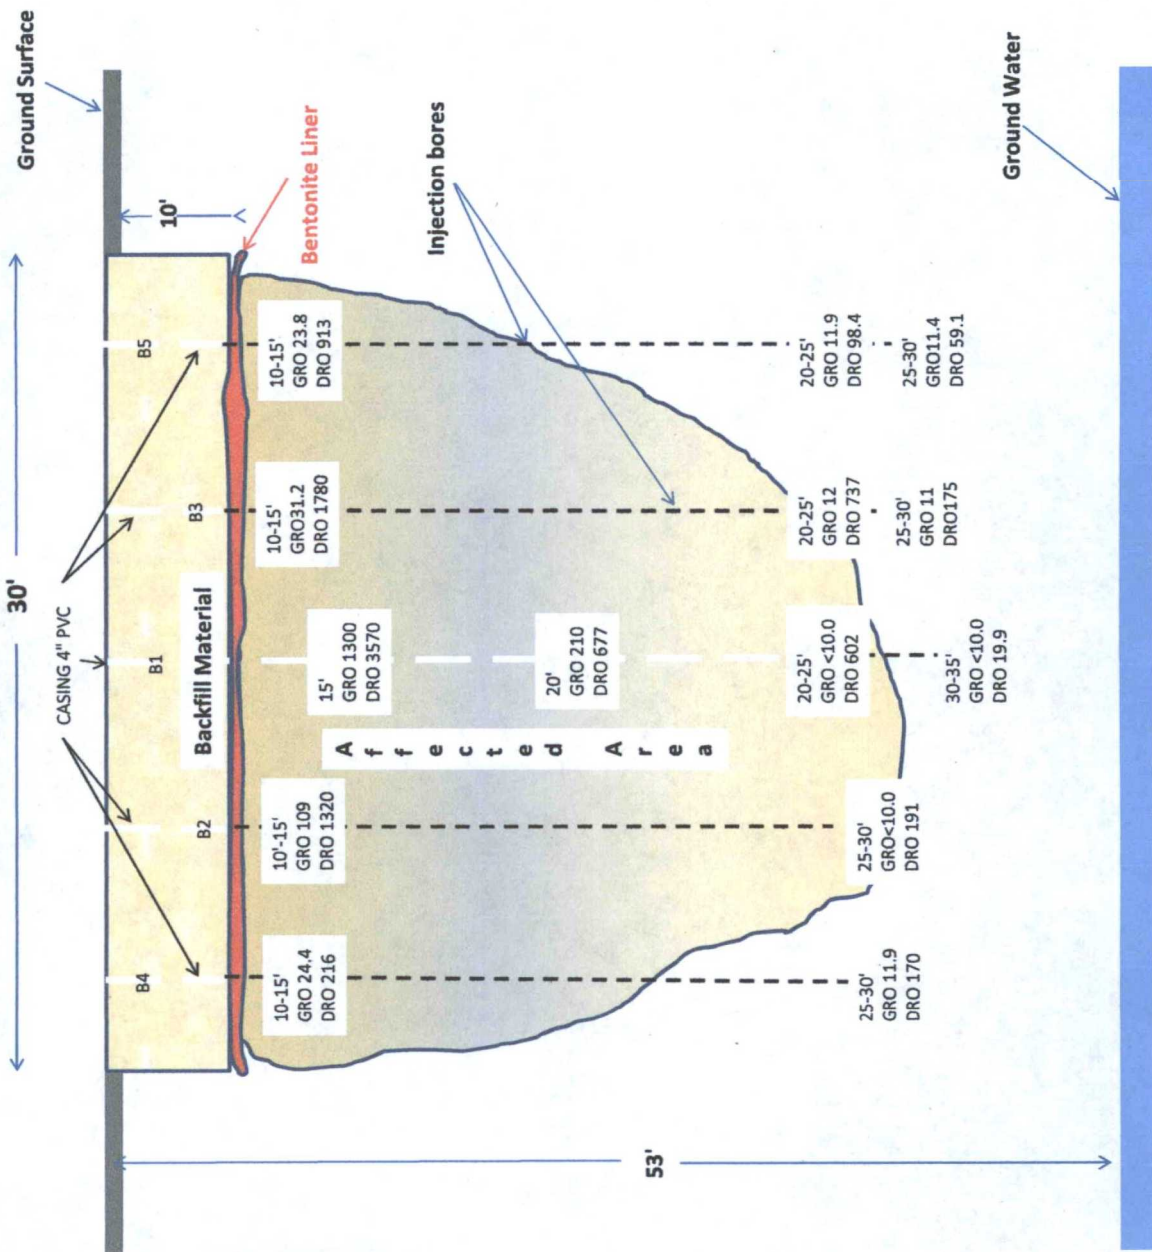 Ground Surface
30'
CASING 4" PVC
10'
B4
B2
B1
B3
B5
Backfill Material
Bentonite Liner
10-15'
GRO 24.4
DRO 216
10'-15'
GRO 109
DRO 1320
15'
GRO 1300
DRO 3570
10-15'
GRO31.2
DRO 1780
10-15'
GRO 23.8
DRO 913
Injection bores
Affected Area
20'
GRO 210
DRO 677
53'
25-30'
GRO 11.9
DRO 170
25-30'
GRO<10.0
DRO 191
20-25'
GRO <10.0
DRO 602
30-35'
GRO <10.0
DRO 19.9
20-25'
GRO 12
DRO 737
25-30'
GRO 11
DRO175
20-25'
GRO 11.9
DRO 98.4
25-30'
GRO11.4
DRO 59.1
Ground Water